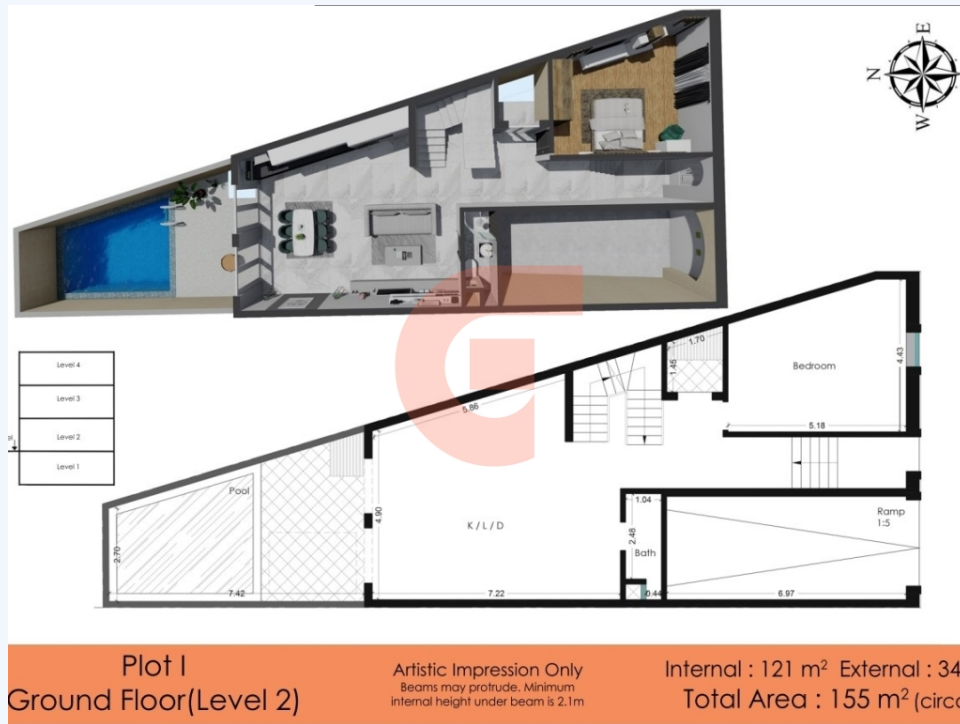 E
N
W
Level 4
Level 3
Level 2
Level 1
Pool
2.70
7.42
5.86
4.90
K / L / D
7.22
1.45
1.70
Bedroom
4.43
5.18
1.04
2.48
Bath
0.44
Ramp
1:5
6.97
Plot I
Ground Floor(Level 2)
Artistic Impression Only
Beams may protrude. Minimum
internal height under beam is 2.1m
Internal : 121 m² External : 34
Total Area : 155 m² (circa